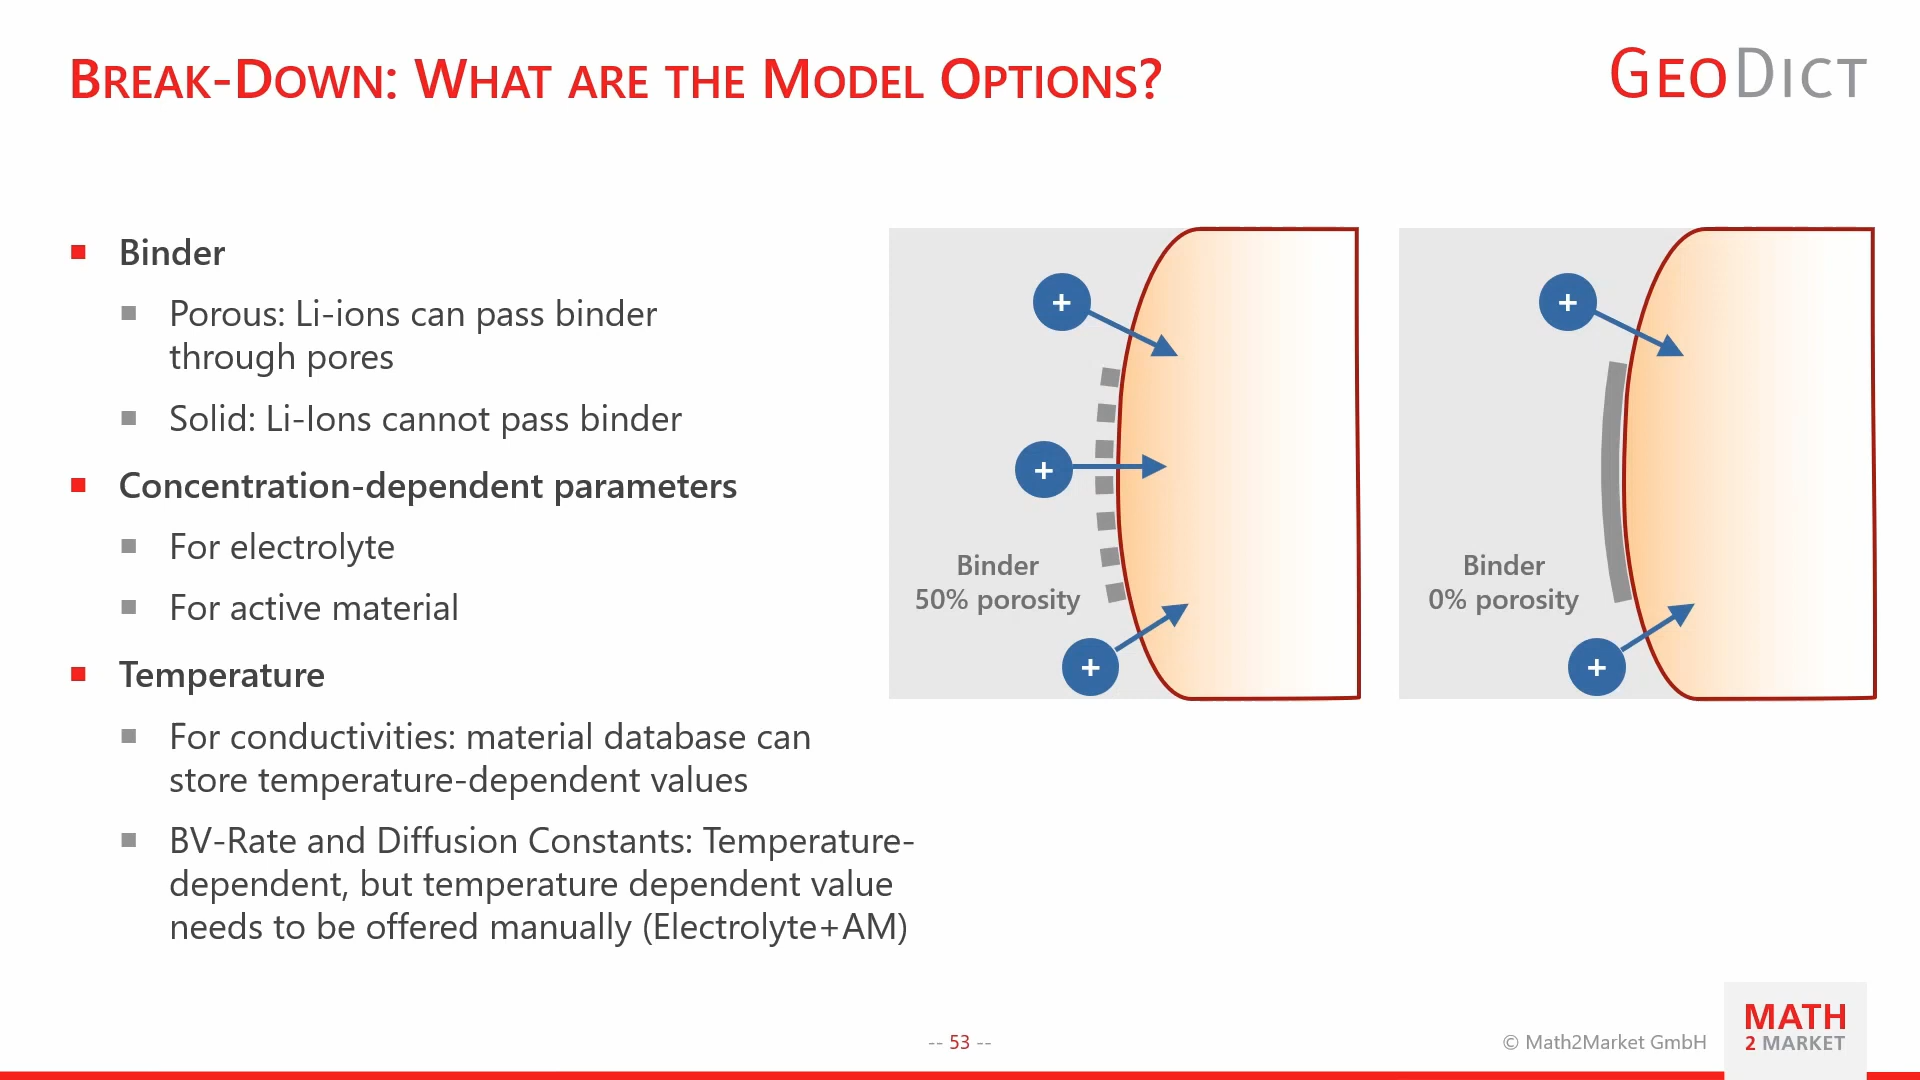 BREAK-DOWN: WHAT ARE THE MODEL OPTIONS?
GEODICT
Binder
Porous: Li-ions can pass binder
through pores
Solid: Li-Ions cannot pass binder
Concentration-dependent parameters
For electrolyte
For active material
Temperature
For conductivities: material database can
store temperature-dependent values
BV-Rate and Diffusion Constants: Temperature-
dependent, but temperature dependent value
needs to be offered manually (Electrolyte+AM)
+
+
+
Binder
50% porosity
+
+
Binder
0% porosity
-- 53 --
© Math2Market GmbH
MATH
2 MARKET